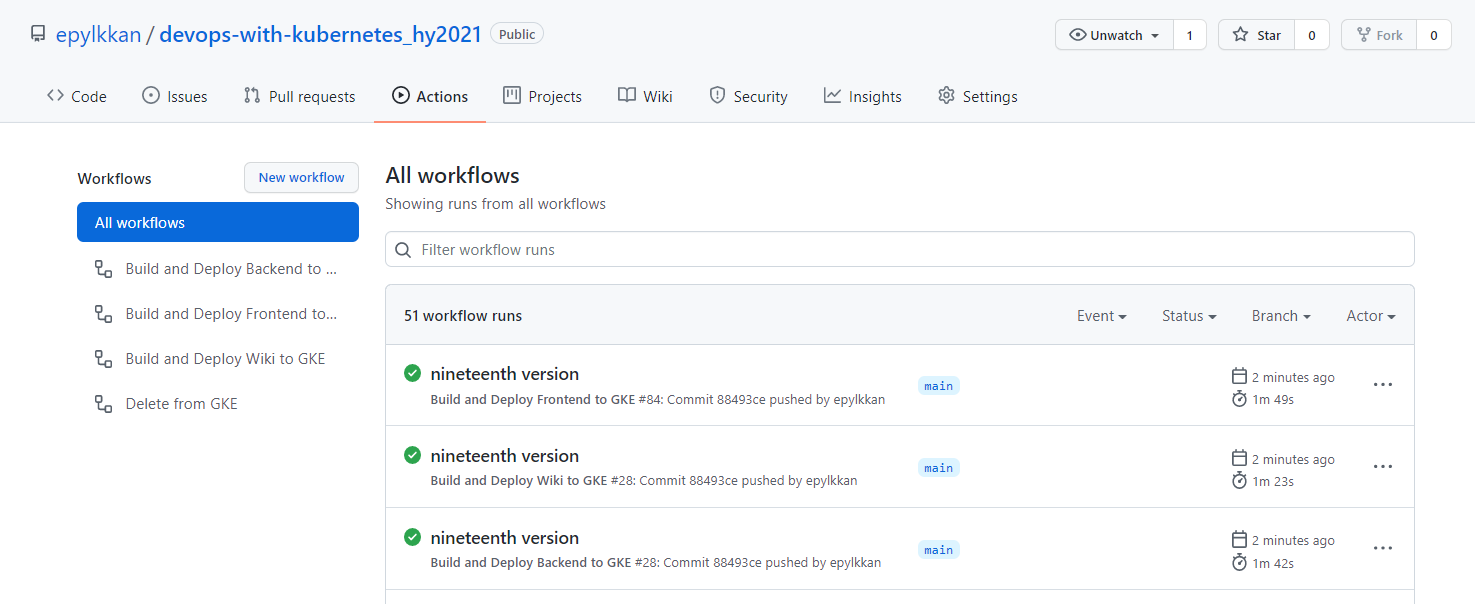 epylkkan / devops-with-kubernetes_hy2021 Public
Unwatch 1 Star 0 Fork 0
Code Issues Pull requests Actions Projects Wiki Security Insights Settings
Workflows
New workflow
All workflows
Build and Deploy Backend to ...
Build and Deploy Frontend to...
Build and Deploy Wiki to GKE
Delete from GKE
All workflows
Showing runs from all workflows
Filter workflow runs
51 workflow runs Event Status Branch Actor
nineteenth version
Build and Deploy Frontend to GKE #84: Commit 88493ce pushed by epylkkan
main
2 minutes ago
1m 49s
nineteenth version
Build and Deploy Wiki to GKE #28: Commit 88493ce pushed by epylkkan
main
2 minutes ago
1m 23s
nineteenth version
Build and Deploy Backend to GKE #28: Commit 88493ce pushed by epylkkan
main
2 minutes ago
1m 42s